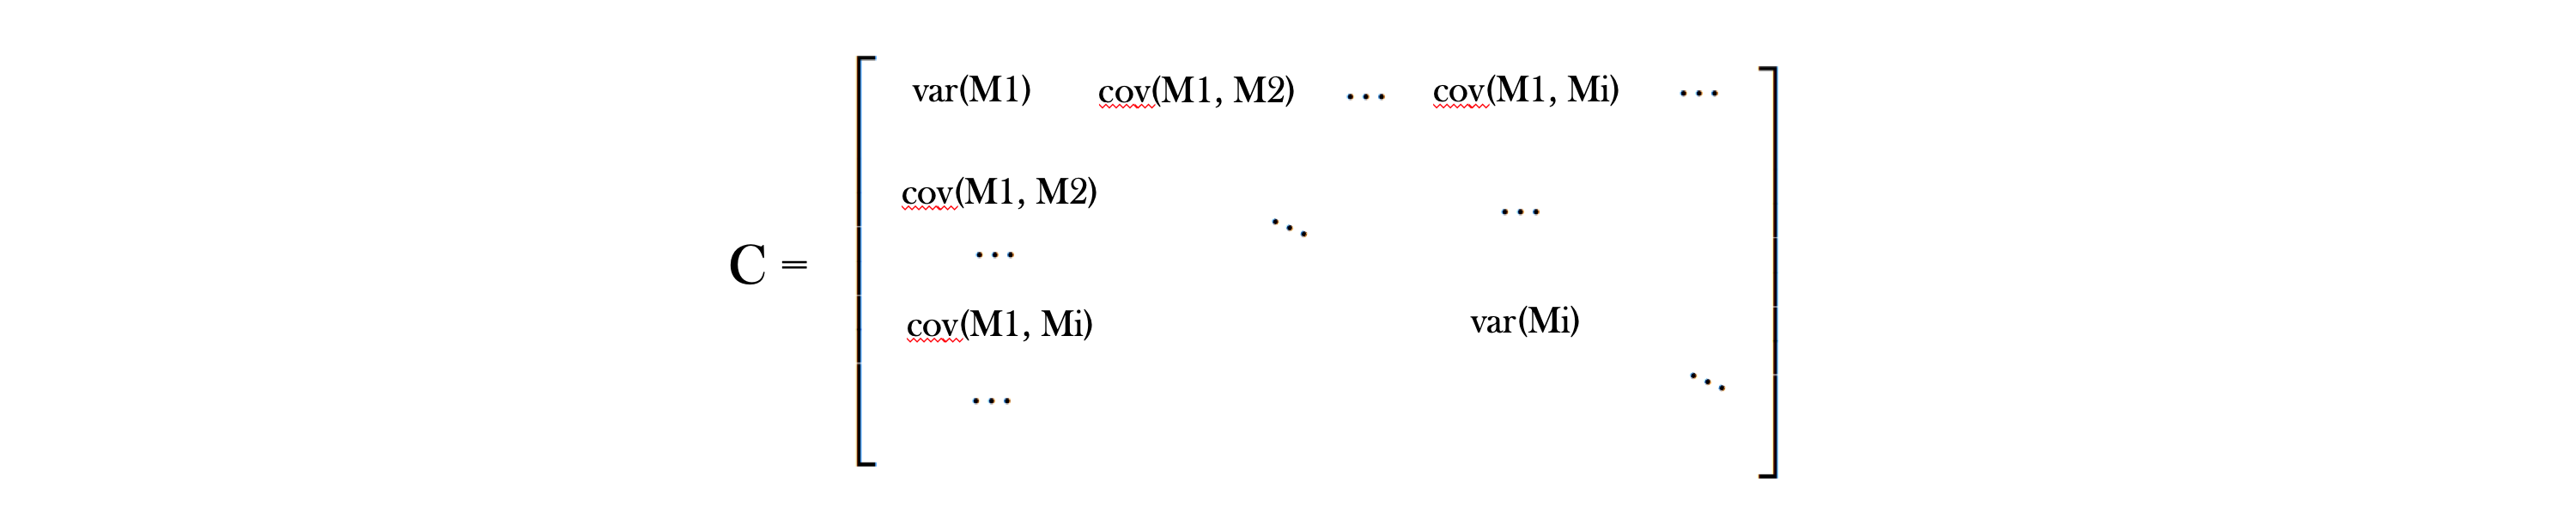 var(M1) cov(M1, M2) ... cov(M1, Mi) ...
cov(M1, M2) ⋱ ...
...
C =
cov(M1, Mi) var(Mi)
⋱
...